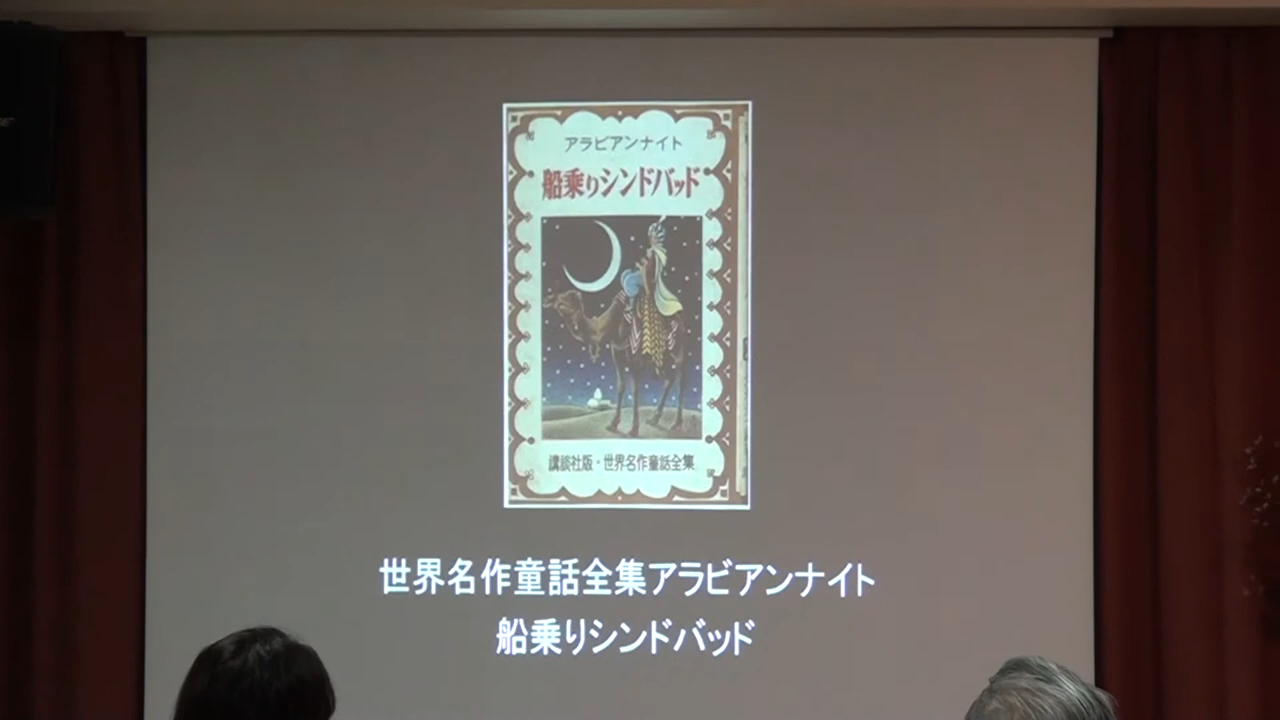 アラビアンナイト
船乗りシンドバッド
講談社版・世界名作童話全集
世界名作童話全集アラビアンナイト
船乗りシンドバッド